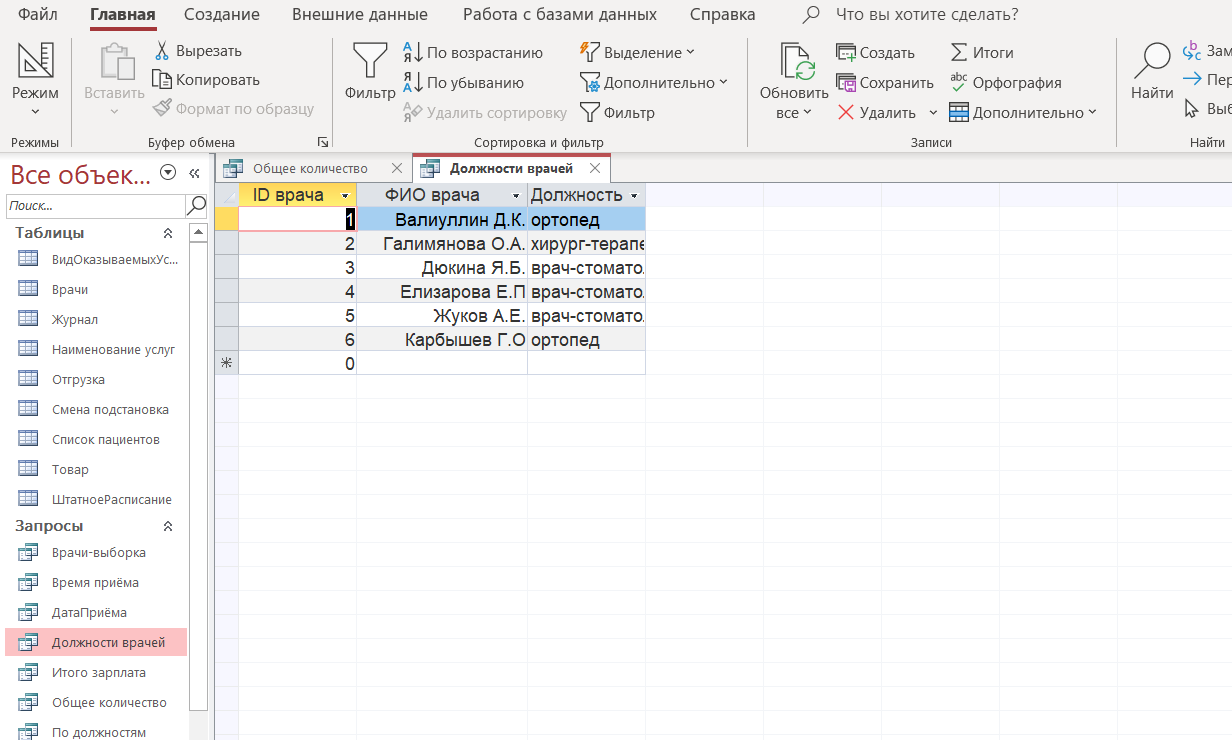 Файл Главная Создание Внешние данные Работа с базами данных Справка Что вы хотите сделать?
Режим
Вставить
Вырезать
Копировать
Формат по образцу
Фильтр
По возрастанию
По убыванию
Удалить сортировку
Выделение
Дополнительно
Фильтр
Обновить
все
Создать
Сохранить
Удалить
Итоги
Орфография
Дополнительно
Найти
Режимы Буфер обмена Сортировка и фильтр Записи Найти
Все объек...
Поиск...
Таблицы
ВидОказываемыхУс...
Врачи
Журнал
Наименование услуг
Отгрузка
Смена подстановка
Список пациентов
Товар
ШтатноеРасписание
Запросы
Врачи-выборка
Время приёма
ДатаПриёма
Должности врачей
Итого зарплата
Общее количество
По должностям
Общее количество Должности врачей
ID врача ФИО врача Должность
1 Валиуллин Д.К. ортопед
2 Галимянова О.А. хирург-терапе
3 Дюкина Я.Б. врач-стомато
4 Елизарова Е.П врач-стомато
5 Жуков А.Е. врач-стомато
6 Карбышев Г.О ортопед
0